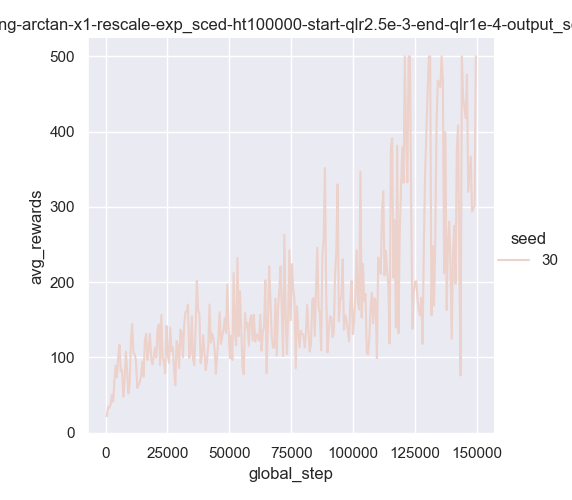 ng-arctan-x1-rescale-exp_sced-ht100000-start-qlr2.5e-3-end-qlr1e-4-output_s
500
400
300
200
100
0
avg_rewards
0 25000 50000 75000 100000 125000 150000
global_step
seed
30